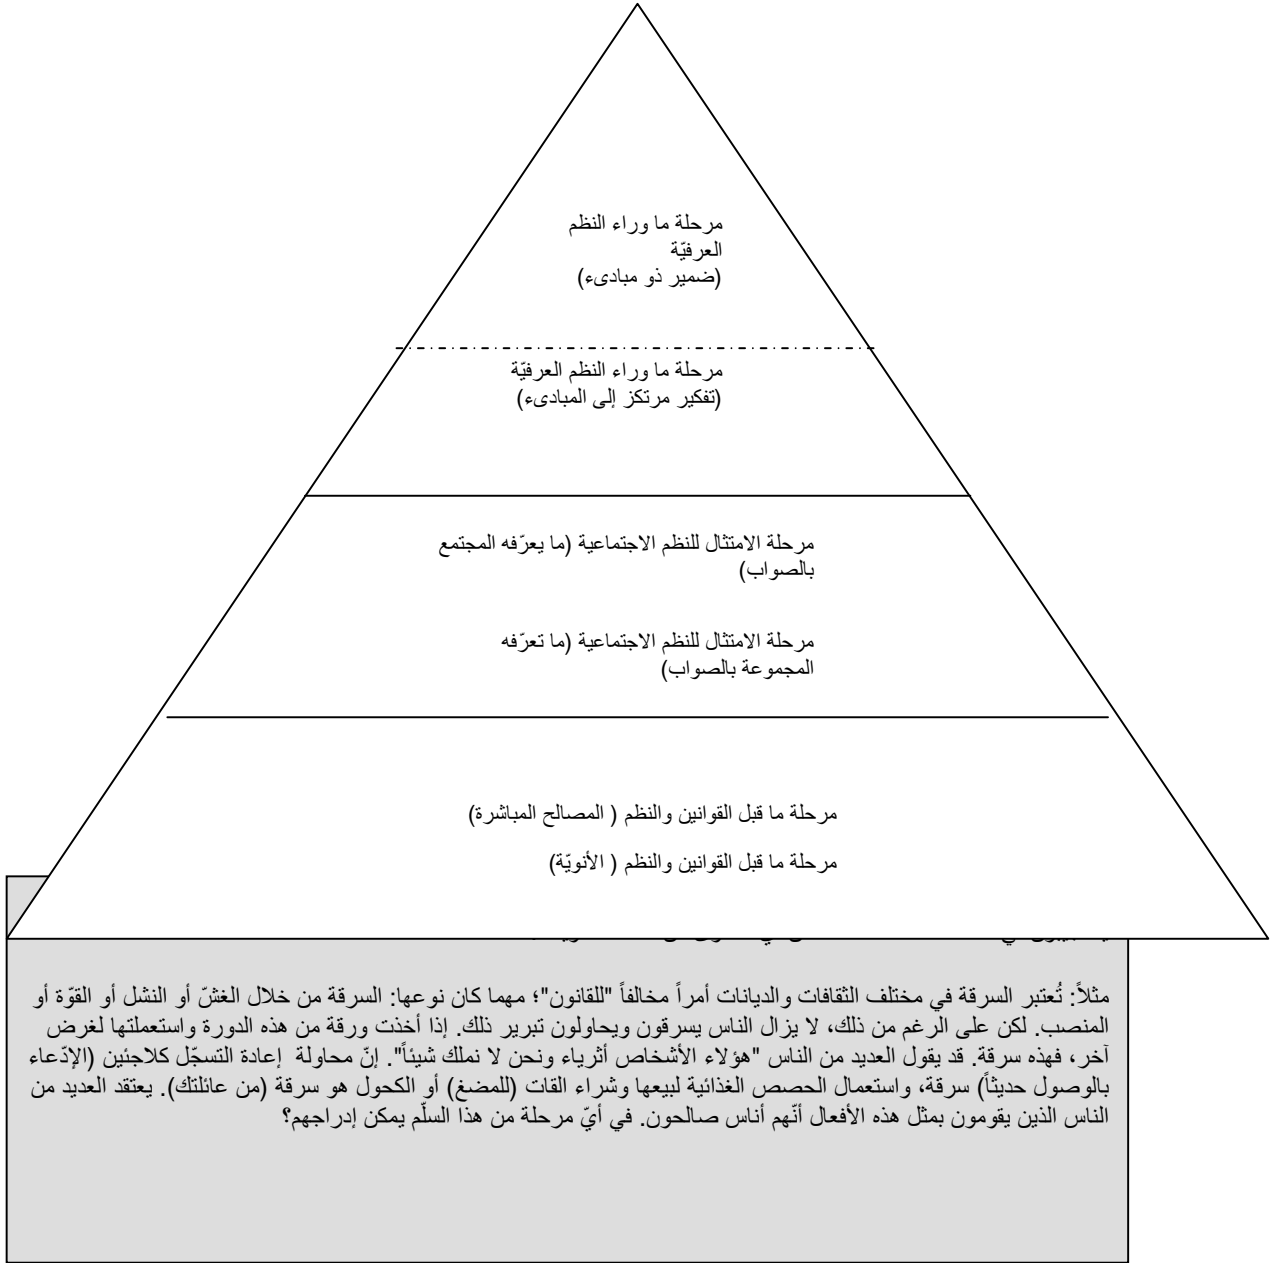 مرحلة ما وراء النظم
العرفيّة
(ضمير ذو مبادىء)
مرحلة ما وراء النظم العرفيّة
(تفكير مرتكز إلى المبادىء)
مرحلة الامتثال للنظم الاجتماعية (ما يعرّفه المجتمع
بالصواب)
مرحلة الامتثال للنظم الاجتماعية (ما تعرّفه
المجموعة بالصواب)
مرحلة ما قبل القوانين والنظم ( المصالح المباشرة)
مرحلة ما قبل القوانين والنظم ( الأنويّة)
مثلاً: تُعتبر السرقة في مختلف الثقافات والديانات أمراً مخالفاً "للقانون"؛ مهما كان نوعها: السرقة من خلال الغشّ أو النشل أو القوّة أو
المنصب. لكن على الرغم من ذلك، لا يزال الناس يسرقون ويحاولون تبرير ذلك. إذا أخذت ورقة من هذه الدورة واستعملتها لغرض
آخر، فهذه سرقة. قد يقول العديد من الناس "هؤلاء الأشخاص أثرياء ونحن لا نملك شيئاً". إنّ محاولة إعادة التسجّل كلاجئين (الإدّعاء
بالوصول حديثاً) سرقة، واستعمال الحصص الغذائية لبيعها وشراء القات (للمضغ) أو الكحول هو سرقة (من عائلتك). يعتقد العديد من
الناس الذين يقومون بمثل هذه الأفعال أنّهم أناس صالحون. في أيّ مرحلة من هذا السلّم يمكن إدراجهم؟